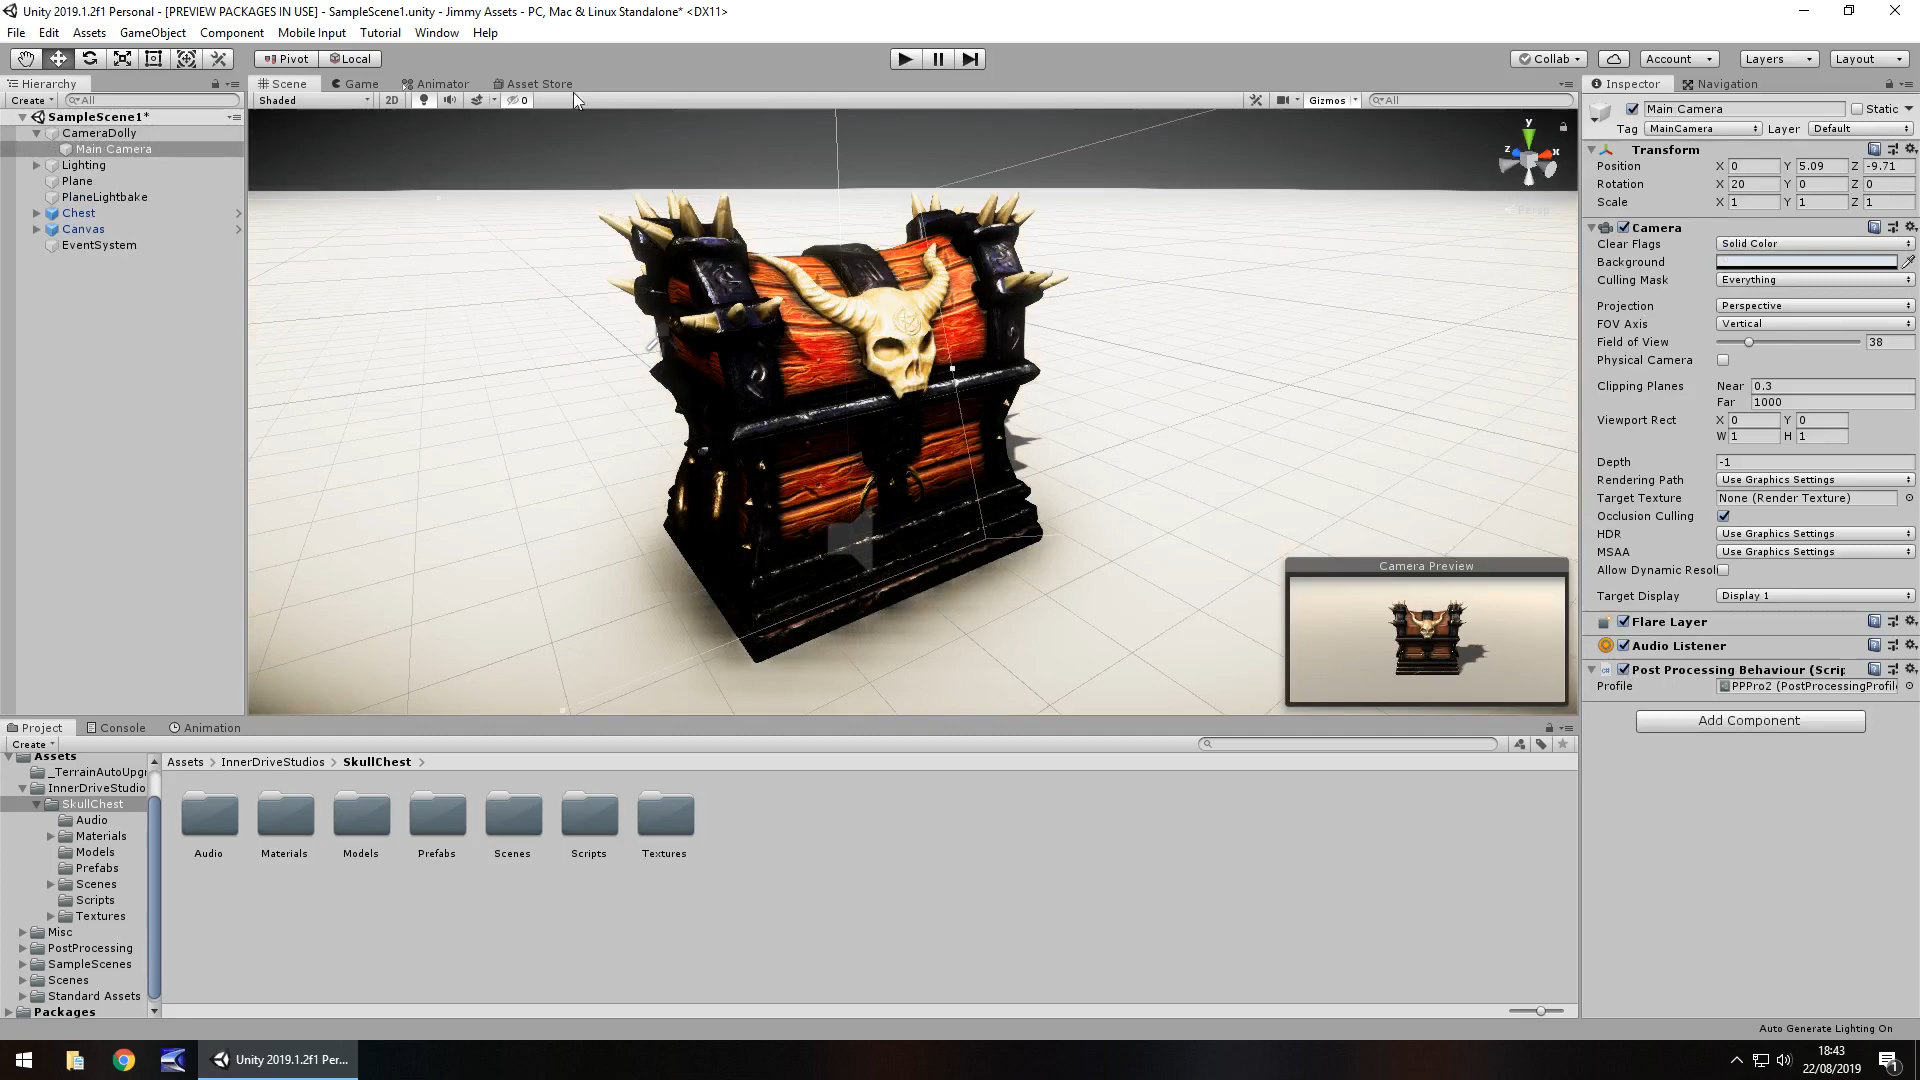 Unity 2019.1.2f1 Personal - [PREVIEW PACKAGES IN USE] - SampleScene1.unity - Jimmy Assets - PC, Mac & Linux Standalone* <DX11>
File Edit Assets GameObject Component Mobile Input Tutorial Window Help
Pivot Local Collab Account Layers Layout
Hierarchy Scene Game Animator Asset Store Inspector Navigation
Create All Shaded 2D 0 Gizmos All
Main Camera Static
Tag MainCamera Layer Default
SampleScene1*
CameraDolly
Main Camera
Lighting
Plane
PlaneLightbake
Chest
Canvas
EventSystem
y
z x
Persp
Transform
Position X 0 Y 5.09 Z -9.71
Rotation X 20 Y 0 Z 0
Scale X 1 Y 1 Z 1
Camera
Clear Flags Solid Color
Background
Culling Mask Everything
Projection Perspective
FOV Axis Vertical
Field of View 38
Physical Camera
Clipping Planes Near 0.3
Far 1000
Viewport Rect X 0 Y 0
W 1 H 1
Depth -1
Rendering Path Use Graphics Settings
Target Texture None (Render Texture)
Occlusion Culling
HDR Use Graphics Settings
MSAA Use Graphics Settings
Allow Dynamic Resol
Target Display Display 1
Flare Layer
Audio Listener
Post Processing Behaviour (Scrip
Profile PPPro2 (PostProcessingProfil
Add Component
Camera Preview
Project Console Animation
Create
Assets
_TerrainAutoUpgr
InnerDriveStudio
SkullChest
Audio
Materials
Models
Prefabs
Scenes
Scripts
Textures
Misc
PostProcessing
SampleScenes
Scenes
Standard Assets
Packages
Assets > InnerDriveStudios > SkullChest >
Audio Materials Models Prefabs Scenes Scripts Textures
Auto Generate Lighting On
Unity 2019.1.2f1 Per...
18:43
22/08/2019
1